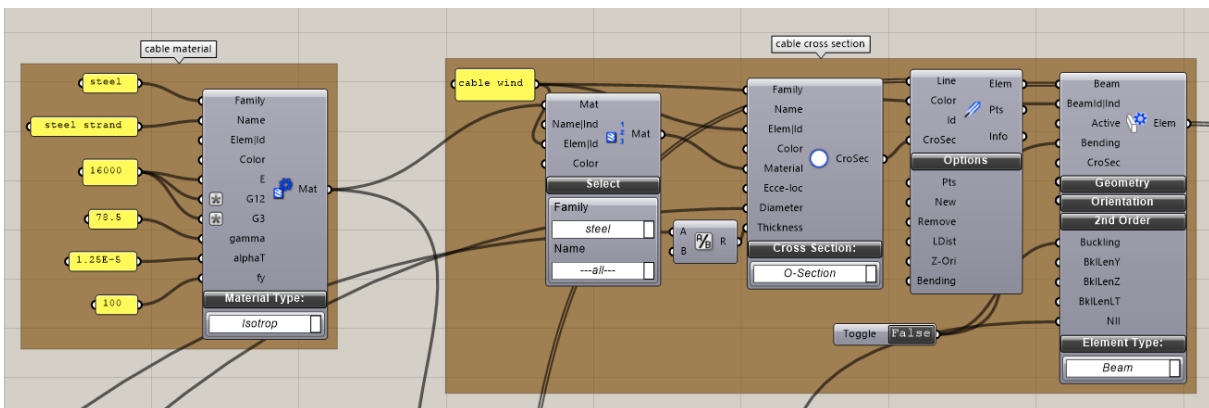 cable material
steel
steel strand
16000
78.5
1.25E-5
100
Family
Name
Elem|Id
Color
E
G12
G3
gamma
alphaT
fy
Mat
Material Type:
Isotrop
cable cross section
cable wind
Mat
Name|Ind
Elem|Id
Color
Mat
Select
Family
steel
Name
---all---
A
B
A/B
R
Family
Name
Elem|Id
Color
Material
Ecce-loc
Diameter
Thickness
CroSec
Cross Section:
O-Section
Line
Color
Id
CroSec
Elem
Pts
Info
Options
Pts
New
Remove
LDist
Z-Ori
Bending
Toggle
False
Beam
BeamId|Ind
Active
Bending
CroSec
Elem
Geometry
Orientation
2nd Order
Buckling
BklLenY
BklLenZ
BklLenLT
NII
Element Type:
Beam